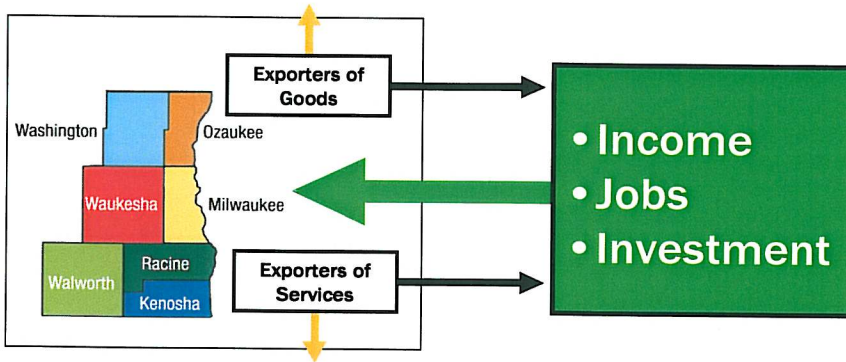 Exporters of
Goods
Washington
Ozaukee
Waukesha
Milwaukee
Walworth
Racine
Kenosha
Exporters of
Services
• Income
• Jobs
• Investment